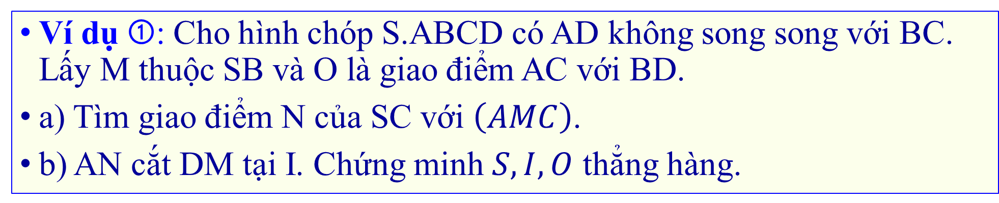 • Ví dụ ①: Cho hình chóp S.ABCD có AD không song song với BC.
Lấy M thuộc SB và O là giao điểm AC với BD.
• a) Tìm giao điểm N của SC với (AMC).
• b) AN cắt DM tại I. Chứng minh S, I, O thẳng hàng.